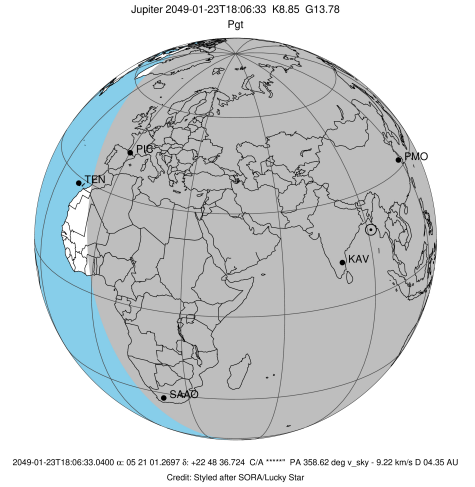 Jupiter 2049-01-23T18:06:33 K8.85 G13.78
Pgt
PIC
PMO
TEN
KAV
SAAO
2049-01-23T18:06:33.0400 α: 05 21 01.2697 δ: +22 48 36.724 C/A *****" PA 358.62 deg v_sky - 9.22 km/s D 04.35 AU
Credit: Styled after SORA/Lucky Star